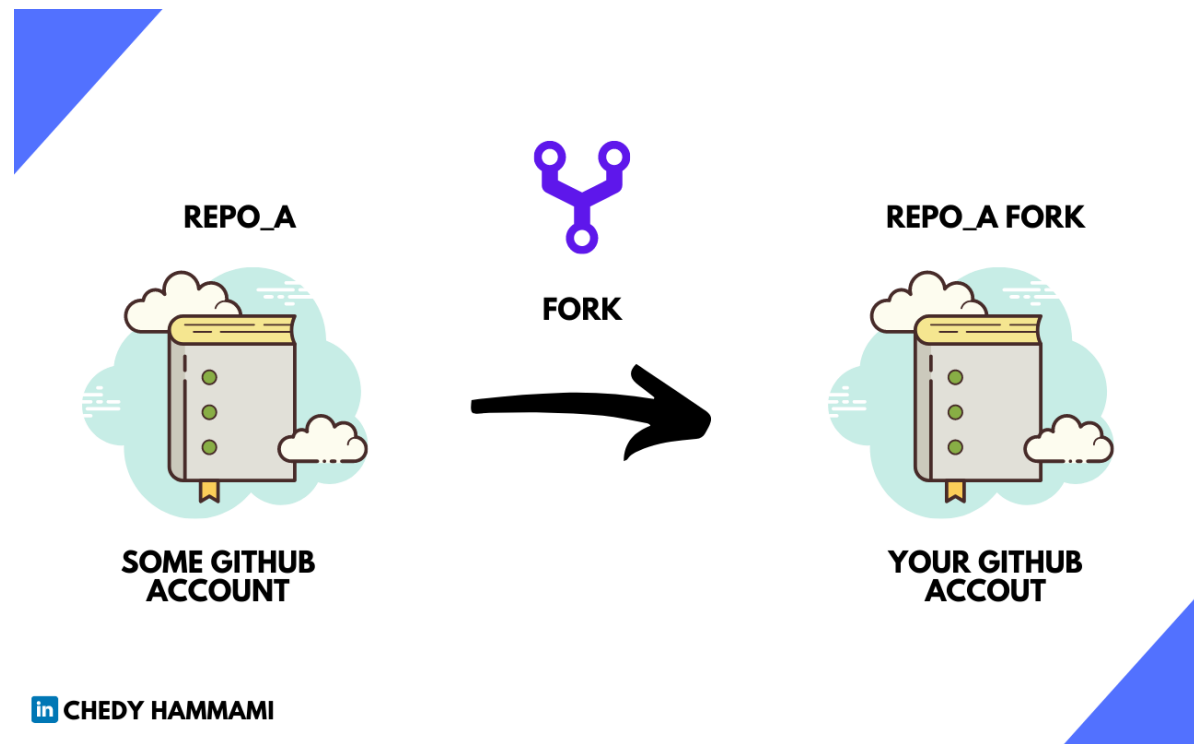 REPO_A
REPO_A FORK
FORK
SOME GITHUB
ACCOUNT
YOUR GITHUB
ACCOUT
in CHEDY HAMMAMI